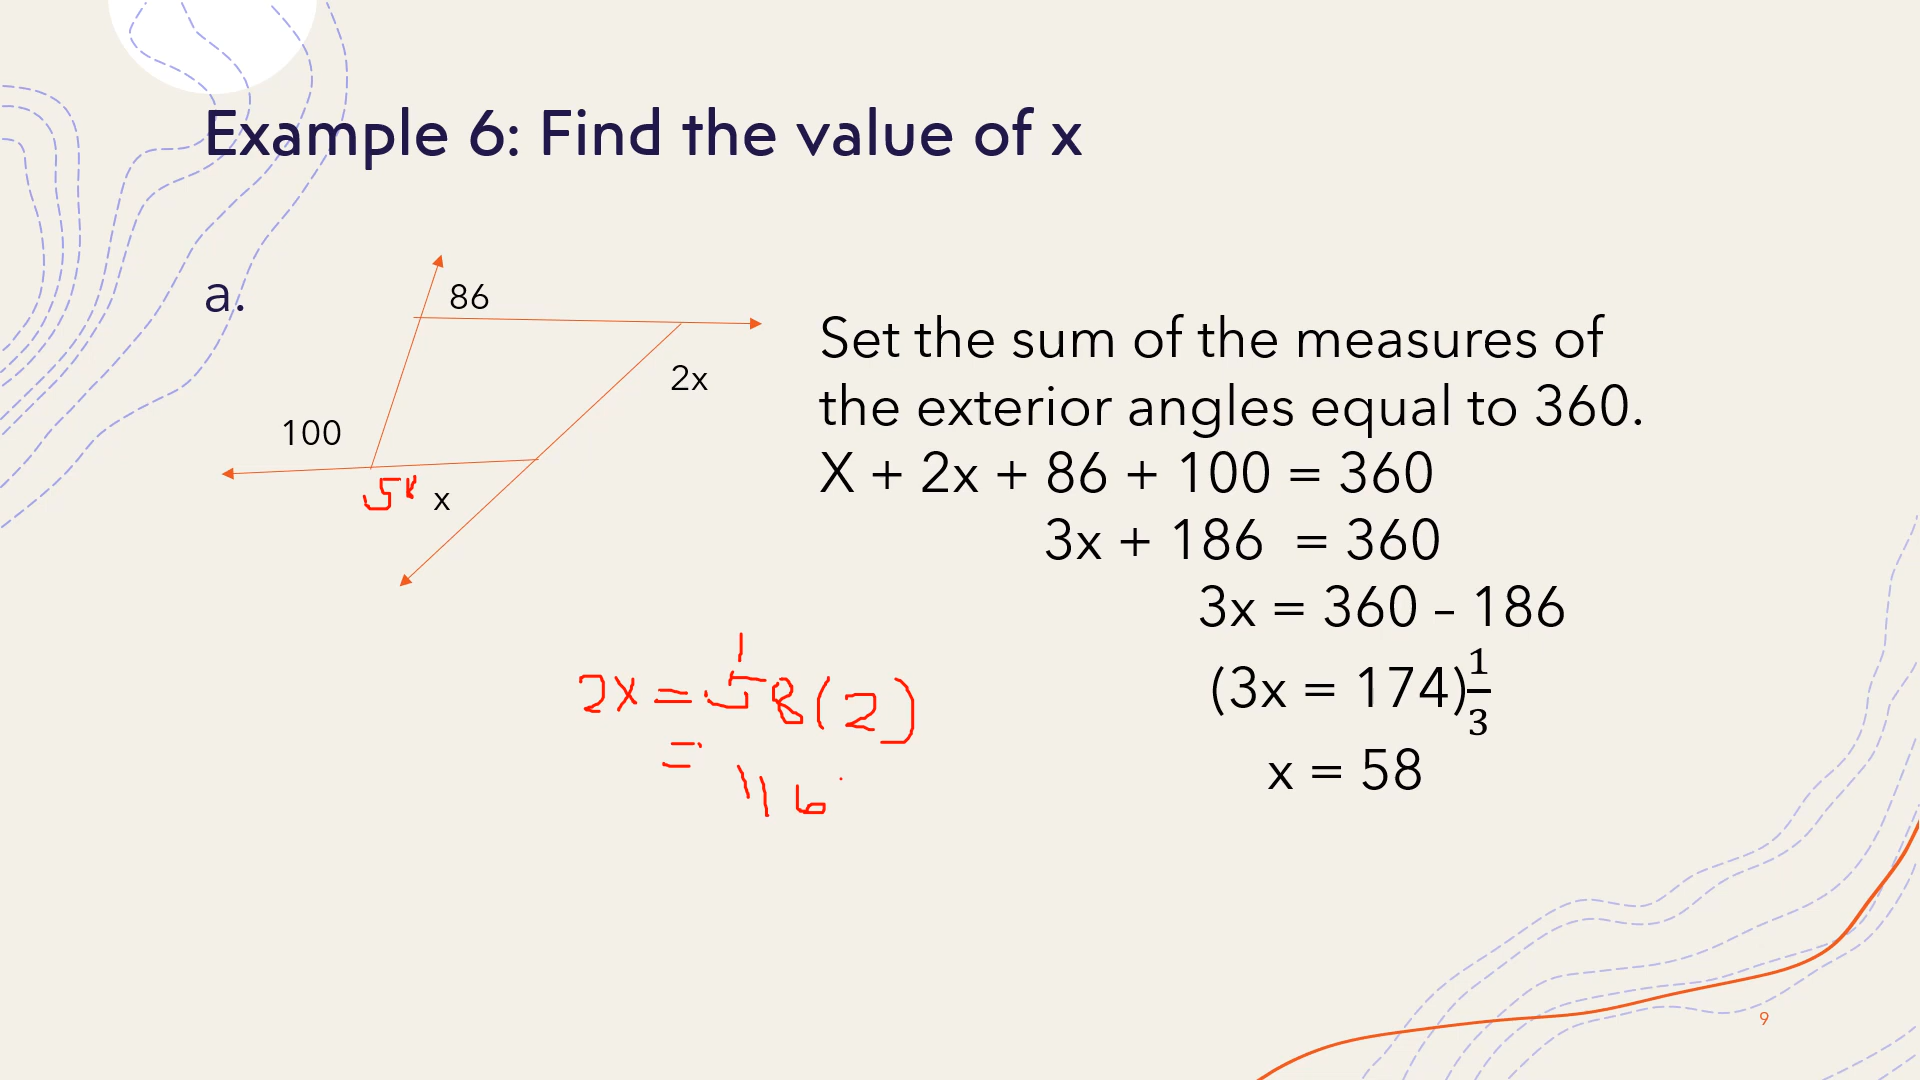 Example 6: Find the value of x
a.
86
2x
100
58 x
Set the sum of the measures of
the exterior angles equal to 360.
X + 2x + 86 + 100 = 360
3x + 186 = 360
3x = 360 – 186
(3x = 174)1/3
x = 58
1
2x = 58(2)
= 116
9